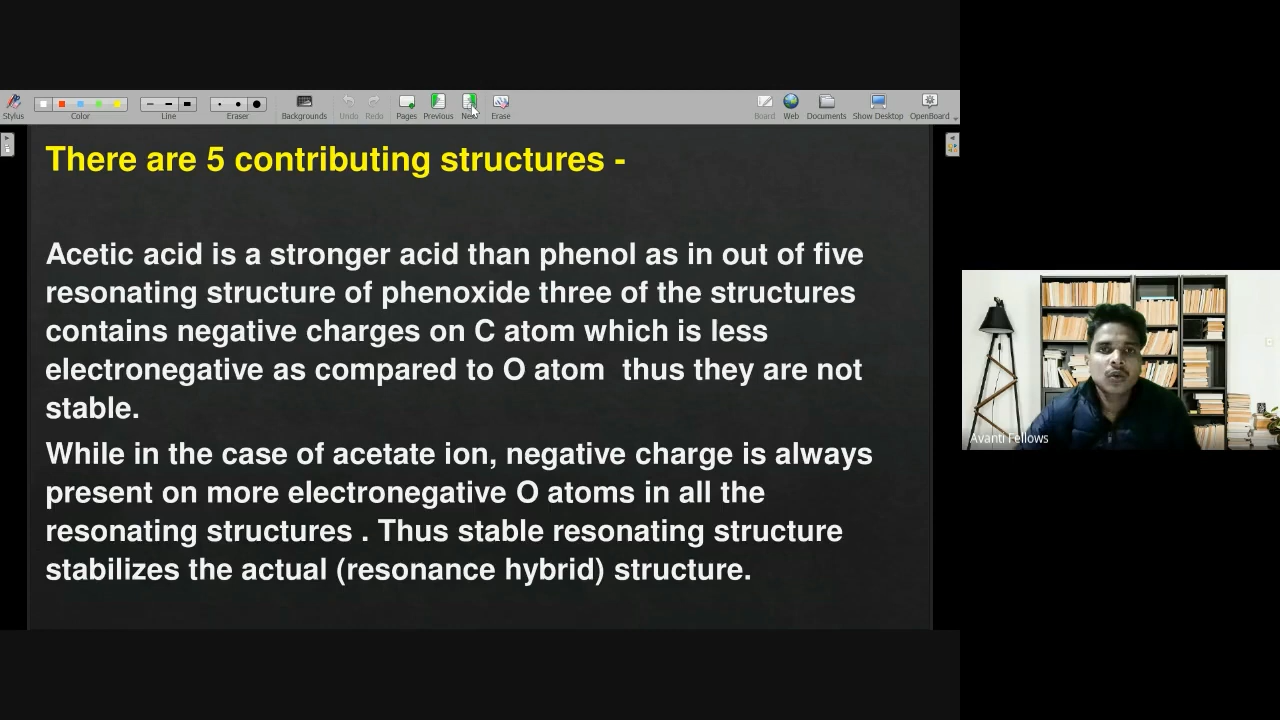 Stylus
Color
Line
Eraser
Backgrounds
Undo
Redo
Pages
Previous
Next
Erase
Board
Web
Documents
Show Desktop
OpenBoard
There are 5 contributing structures -
Acetic acid is a stronger acid than phenol as in out of five
resonating structure of phenoxide three of the structures
contains negative charges on C atom which is less
electronegative as compared to O atom thus they are not
stable.
While in the case of acetate ion, negative charge is always
present on more electronegative O atoms in all the
resonating structures . Thus stable resonating structure
stabilizes the actual (resonance hybrid) structure.
Avanti Fellows